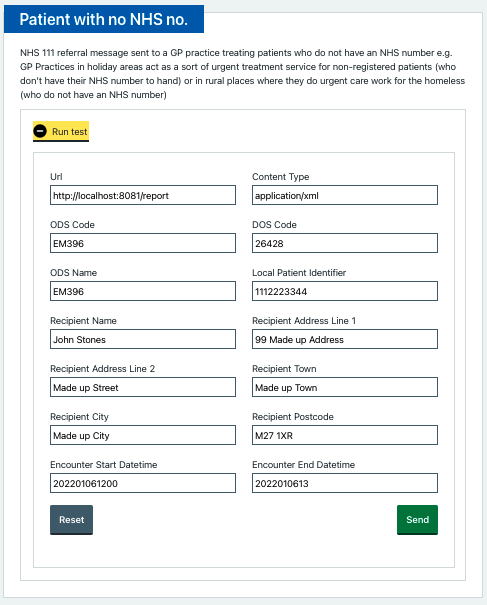 Patient with no NHS no.
NHS 111 referral message sent to a GP practice treating patients who do not have an NHS number e.g.
GP Practices in holiday areas act as a sort of urgent treatment service for non-registered patients (who
don't have their NHS number to hand) or in rural places where they do urgent care work for the homeless
(who do not have an NHS number)
Run test
Url
Content Type
http://localhost:8081/report
application/xml
ODS Code
DOS Code
EM396
26428
ODS Name
Local Patient Identifier
EM396
1112223344
Recipient Name
Recipient Address Line 1
John Stones
99 Made up Address
Recipient Address Line 2
Recipient Town
Made up Street
Made up Town
Recipient City
Recipient Postcode
Made up City
M27 1XR
Encounter Start Datetime
Encounter End Datetime
202201061200
2022010613
Reset
Send